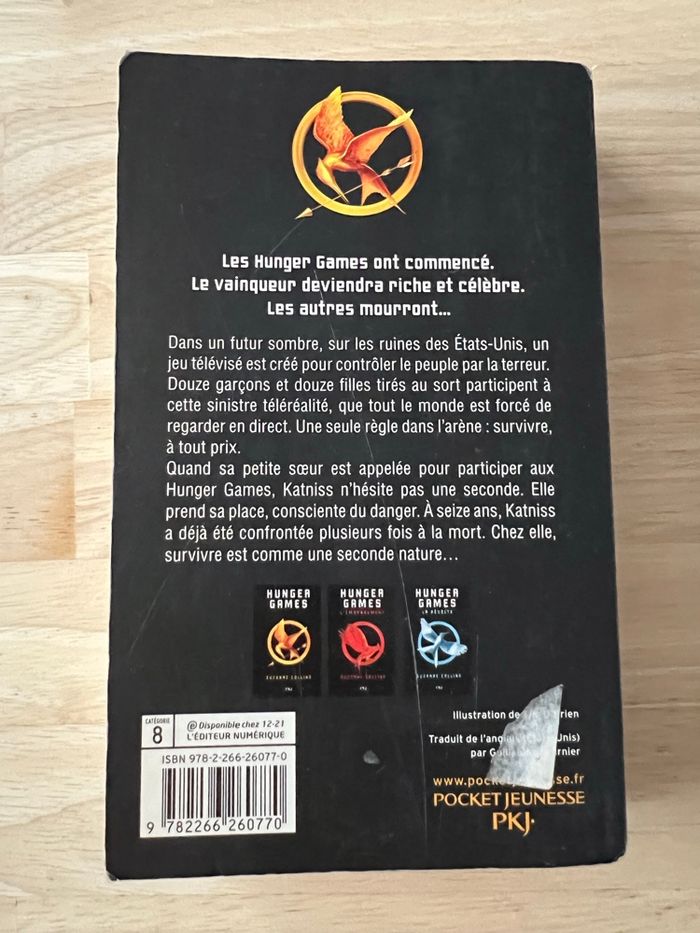 Les Hunger Games ont commencé.
Le vainqueur deviendra riche et célèbre.
Les autres mourront...
Dans un futur sombre, sur les ruines des États-Unis, un
jeu télévisé est créé pour contrôler le peuple par la terreur.
Douze garçons et douze filles tirés au sort participent à
cette sinistre téléréalité, que tout le monde est forcé de
regarder en direct. Une seule règle dans l'arène : survivre,
à tout prix.
Quand sa petite sœur est appelée pour participer aux
Hunger Games, Katniss n'hésite pas une seconde. Elle
prend sa place, consciente du danger. À seize ans, Katniss
a déjà été confrontée plusieurs fois à la mort. Chez elle,
survivre est comme une seconde nature...
HUNGER
GAMES
SUZANNE COLLINS
HUNGER
GAMES
L'EMBRASEMENT
SUZANNE COLLINS
HUNGER
GAMES
LA RÉVOLTE
SUZANNE COLLINS
CATÉGORIE
8
@ Disponible chez 12-21
L'ÉDITEUR NUMÉRIQUE
ISBN 978-2-266-26077-0
9 782266 260770
Illustration de
Traduit de
par
www.
POCKET JEUNESSE
PKJ·